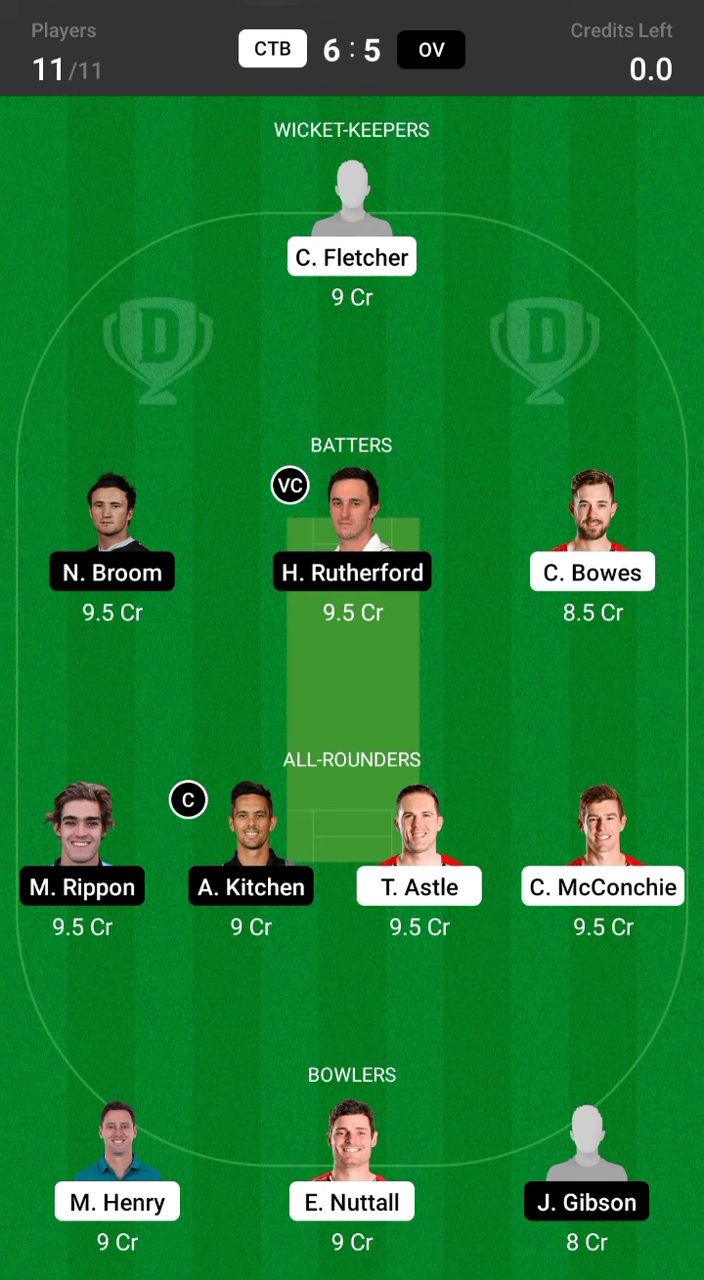 Players
Credits Left
11/11
CTB 6 : 5 OV
0.0
WICKET-KEEPERS
C. Fletcher
9 Cr
D D
BATTERS
VC
N. Broom H. Rutherford C. Bowes
9.5 Cr 9.5 Cr 8.5 Cr
ALL-ROUNDERS
C
M. Rippon A. Kitchen T. Astle C. McConchie
9.5 Cr 9 Cr 9.5 Cr 9.5 Cr
BOWLERS
M. Henry E. Nuttall J. Gibson
9 Cr 9 Cr 8 Cr